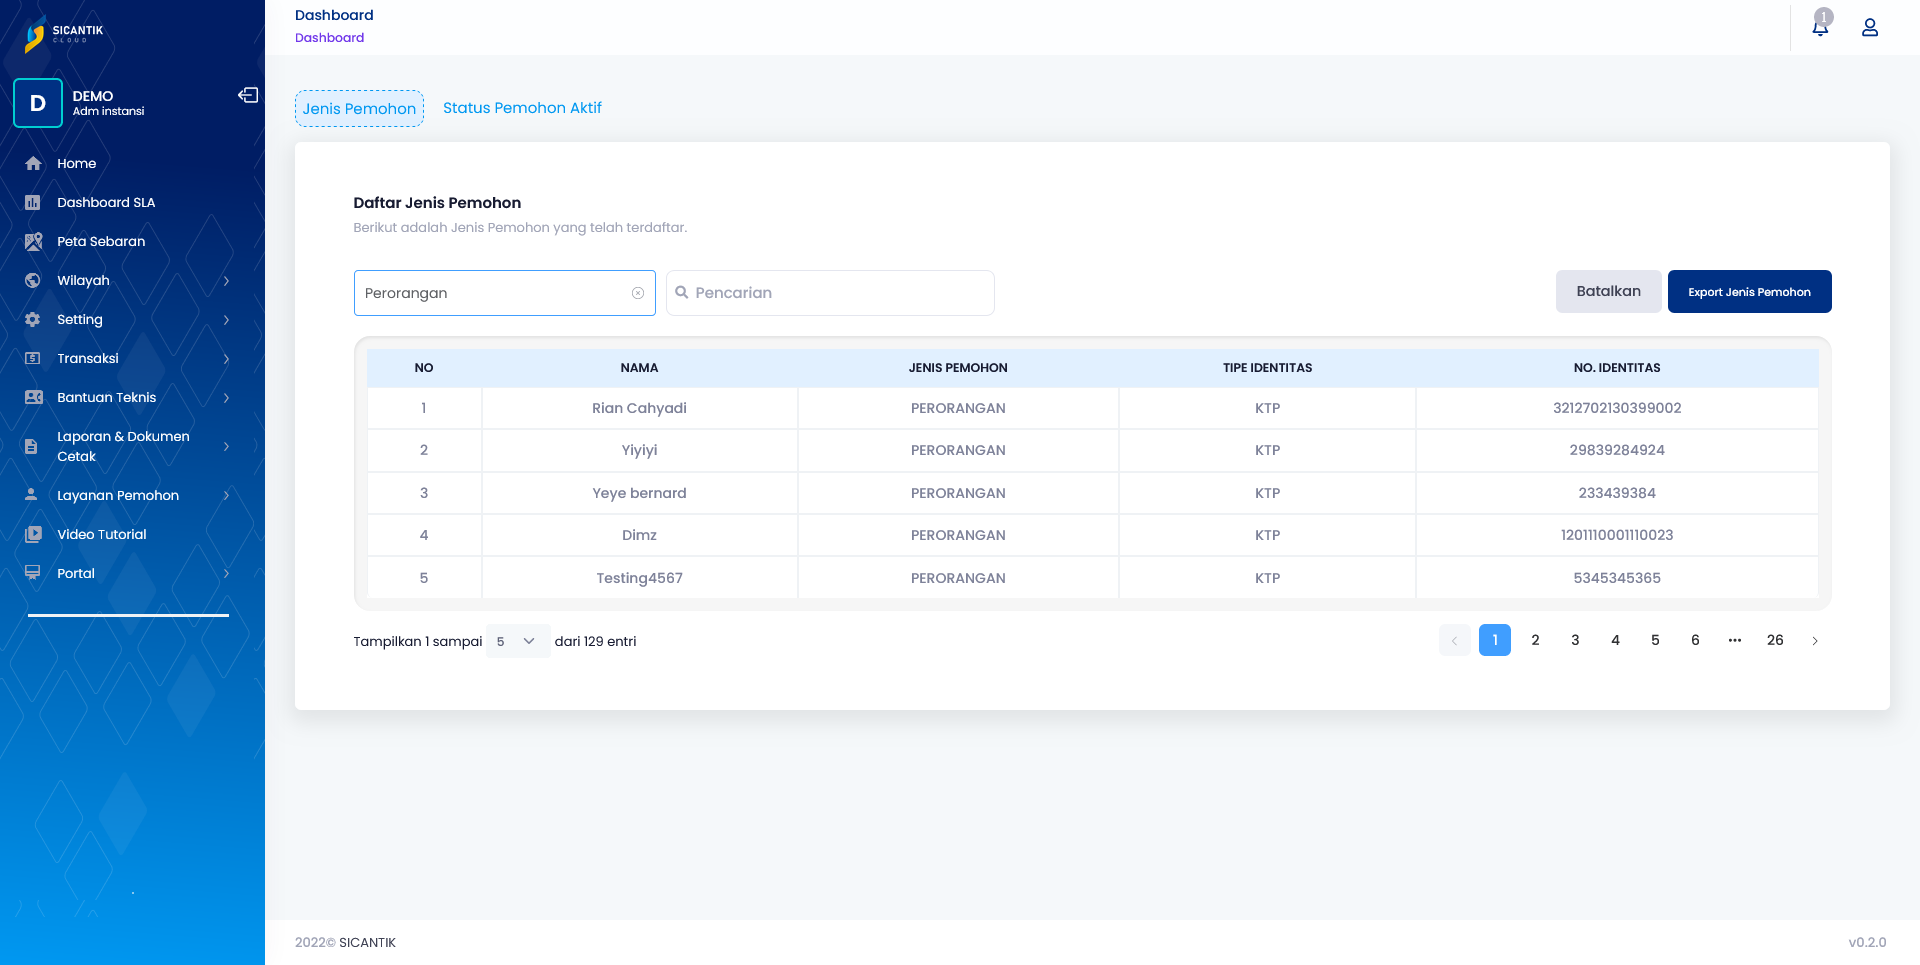 SICANTIK
CLOUD
D
DEMO
Adm instansi
Home
Dashboard SLA
Peta Sebaran
Wilayah
Setting
Transaksi
Bantuan Teknis
Laporan & Dokumen
Cetak
Layanan Pemohon
Video Tutorial
Portal
Dashboard
Dashboard
1
Jenis Pemohon Status Pemohon Aktif
Daftar Jenis Pemohon
Berikut adalah Jenis Pemohon yang telah terdaftar.
Perorangan Pencarian Batalkan Export Jenis Pemohon
NO NAMA JENIS PEMOHON TIPE IDENTITAS NO. IDENTITAS
1 Rian Cahyadi PERORANGAN KTP 3212702130399002
2 Yiyiyi PERORANGAN KTP 29839284924
3 Yeye bernard PERORANGAN KTP 233439384
4 Dimz PERORANGAN KTP 1201110001110023
5 Testing4567 PERORANGAN KTP 5345345365
Tampilkan 1 sampai 5 dari 129 entri 1 2 3 4 5 6 ••• 26
2022© SICANTIK v0.2.0